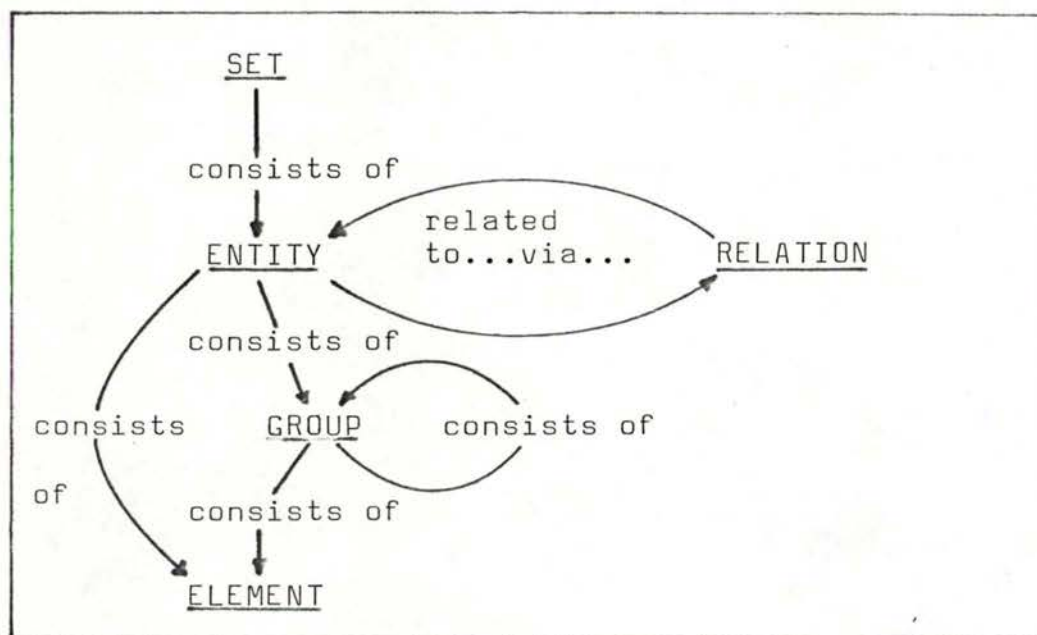 SET
consists of
related
to...via...
ENTITY
RELATION
consists of
consists
of
GROUP
consists of
consists of
ELEMENT